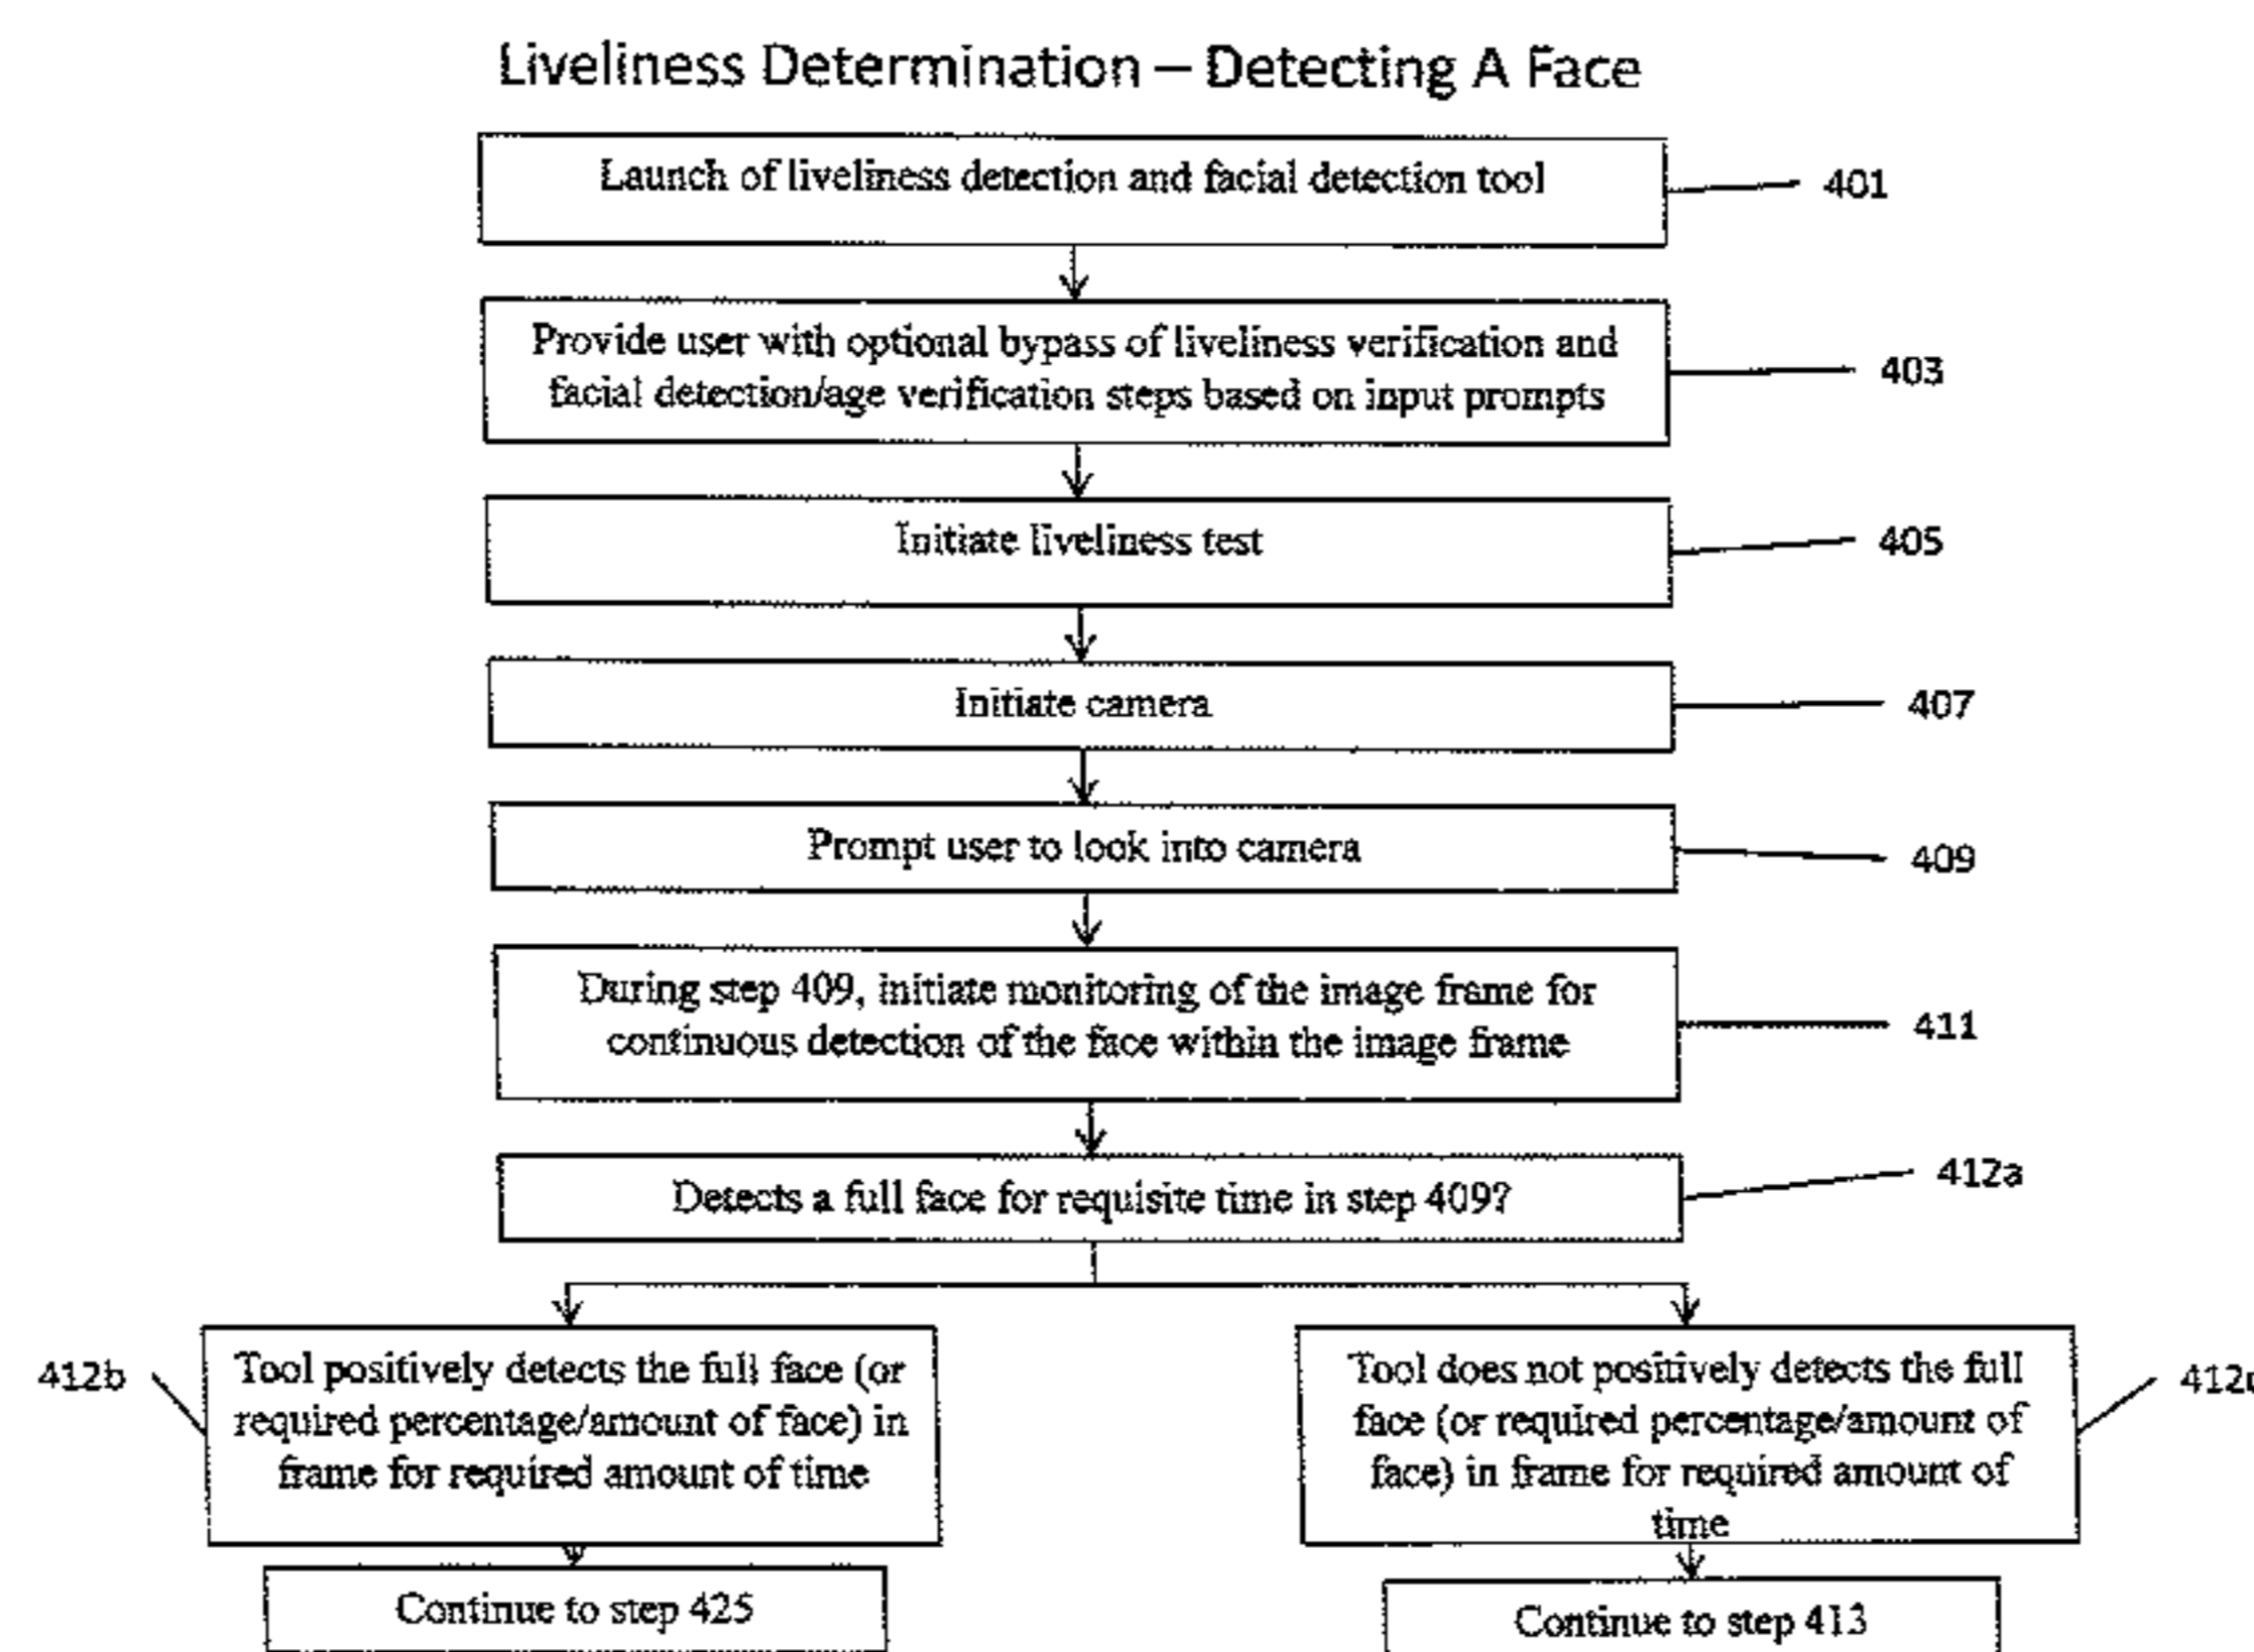 Liveliness Determination – Detecting A Face
Launch of liveliness detection and facial detection tool
401
Provide user with optional bypass of liveliness verification and
facial detection/age verification steps based on input prompts
403
Initiate liveliness test
405
Initiate camera
407
Prompt user to look into camera
409
During step 409, initiate monitoring of the image frame for
continuous detection of the face within the image frame
411
Detects a full face for requisite time in step 409?
412a
412b
Tool positively detects the full face (or
required percentage/amount of face) in
frame for required amount of time
Tool does not positively detects the full
face (or required percentage/amount of
face) in frame for required amount of
time
Continue to step 425
Continue to step 413